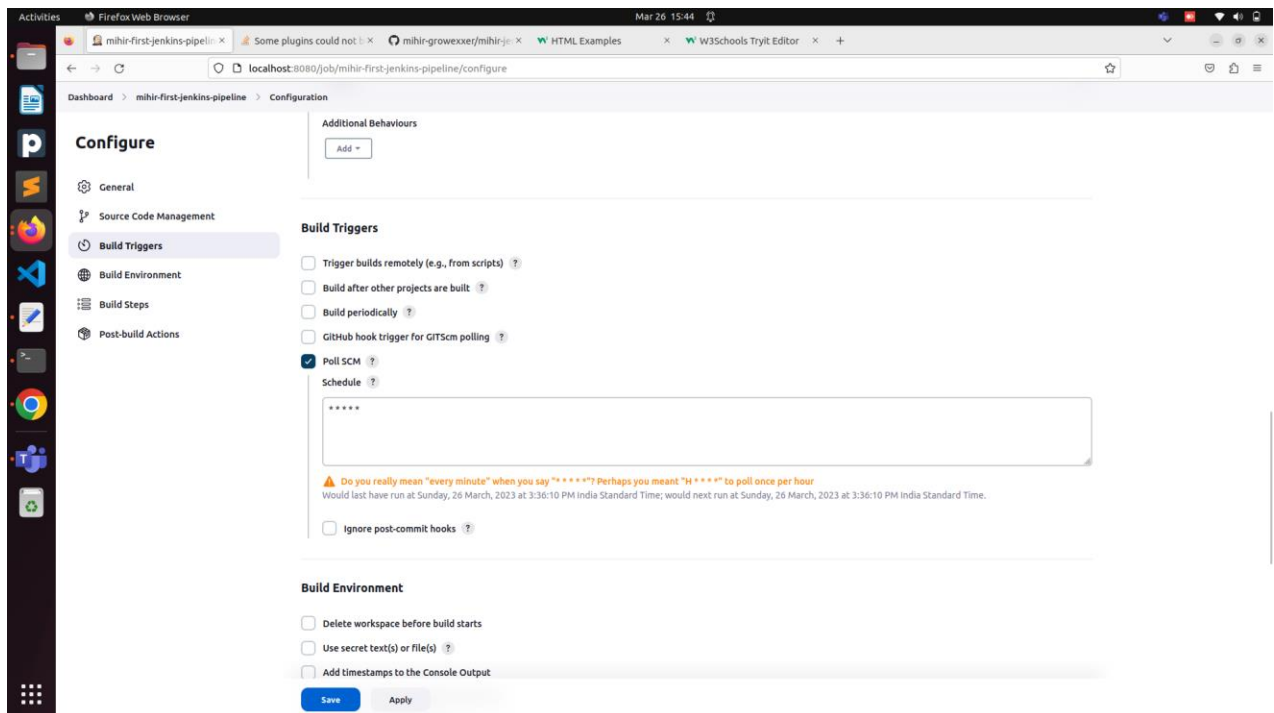 Activities Firefox Web Browser Mar 26 15:44
mihir-first-jenkins-pipelin Some plugins could not b mihir-growexxer/mihir-je HTML Examples W3Schools Tryit Editor
localhost:8080/job/mihir-first-jenkins-pipeline/configure
Dashboard > mihir-first-jenkins-pipeline > Configuration
Configure
General
Source Code Management
Build Triggers
Build Environment
Build Steps
Post-build Actions
Additional Behaviours
Add
Build Triggers
Trigger builds remotely (e.g., from scripts) ?
Build after other projects are built ?
Build periodically ?
GitHub hook trigger for GITScm polling ?
Poll SCM ?
Schedule ?
* * * * *
Do you really mean "every minute" when you say "* * * * *"? Perhaps you meant "H * * * *" to poll once per hour
Would last have run at Sunday, 26 March, 2023 at 3:36:10 PM India Standard Time; would next run at Sunday, 26 March, 2023 at 3:36:10 PM India Standard Time.
Ignore post-commit hooks ?
Build Environment
Delete workspace before build starts
Use secret text(s) or file(s) ?
Add timestamps to the Console Output
Save Apply